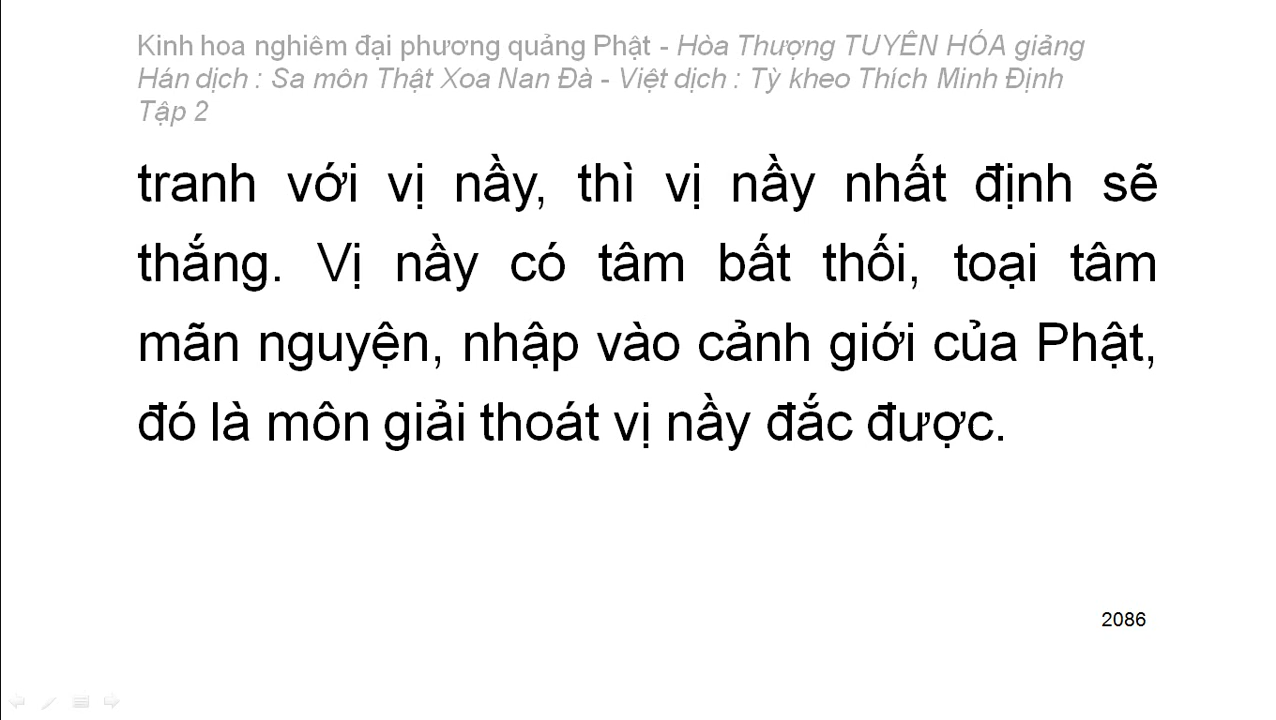 Kinh hoa nghiêm đại phương quảng Phật - Hòa Thượng TUYÊN HÓA giảng
Hán dịch : Sa môn Thật Xoa Nan Đà - Việt dịch : Tỳ kheo Thích Minh Định
Tập 2
tranh với vị nầy, thì vị nầy nhất định sẽ
thắng. Vị nầy có tâm bất thối, toại tâm
mãn nguyện, nhập vào cảnh giới của Phật,
đó là môn giải thoát vị nầy đắc được.
2086